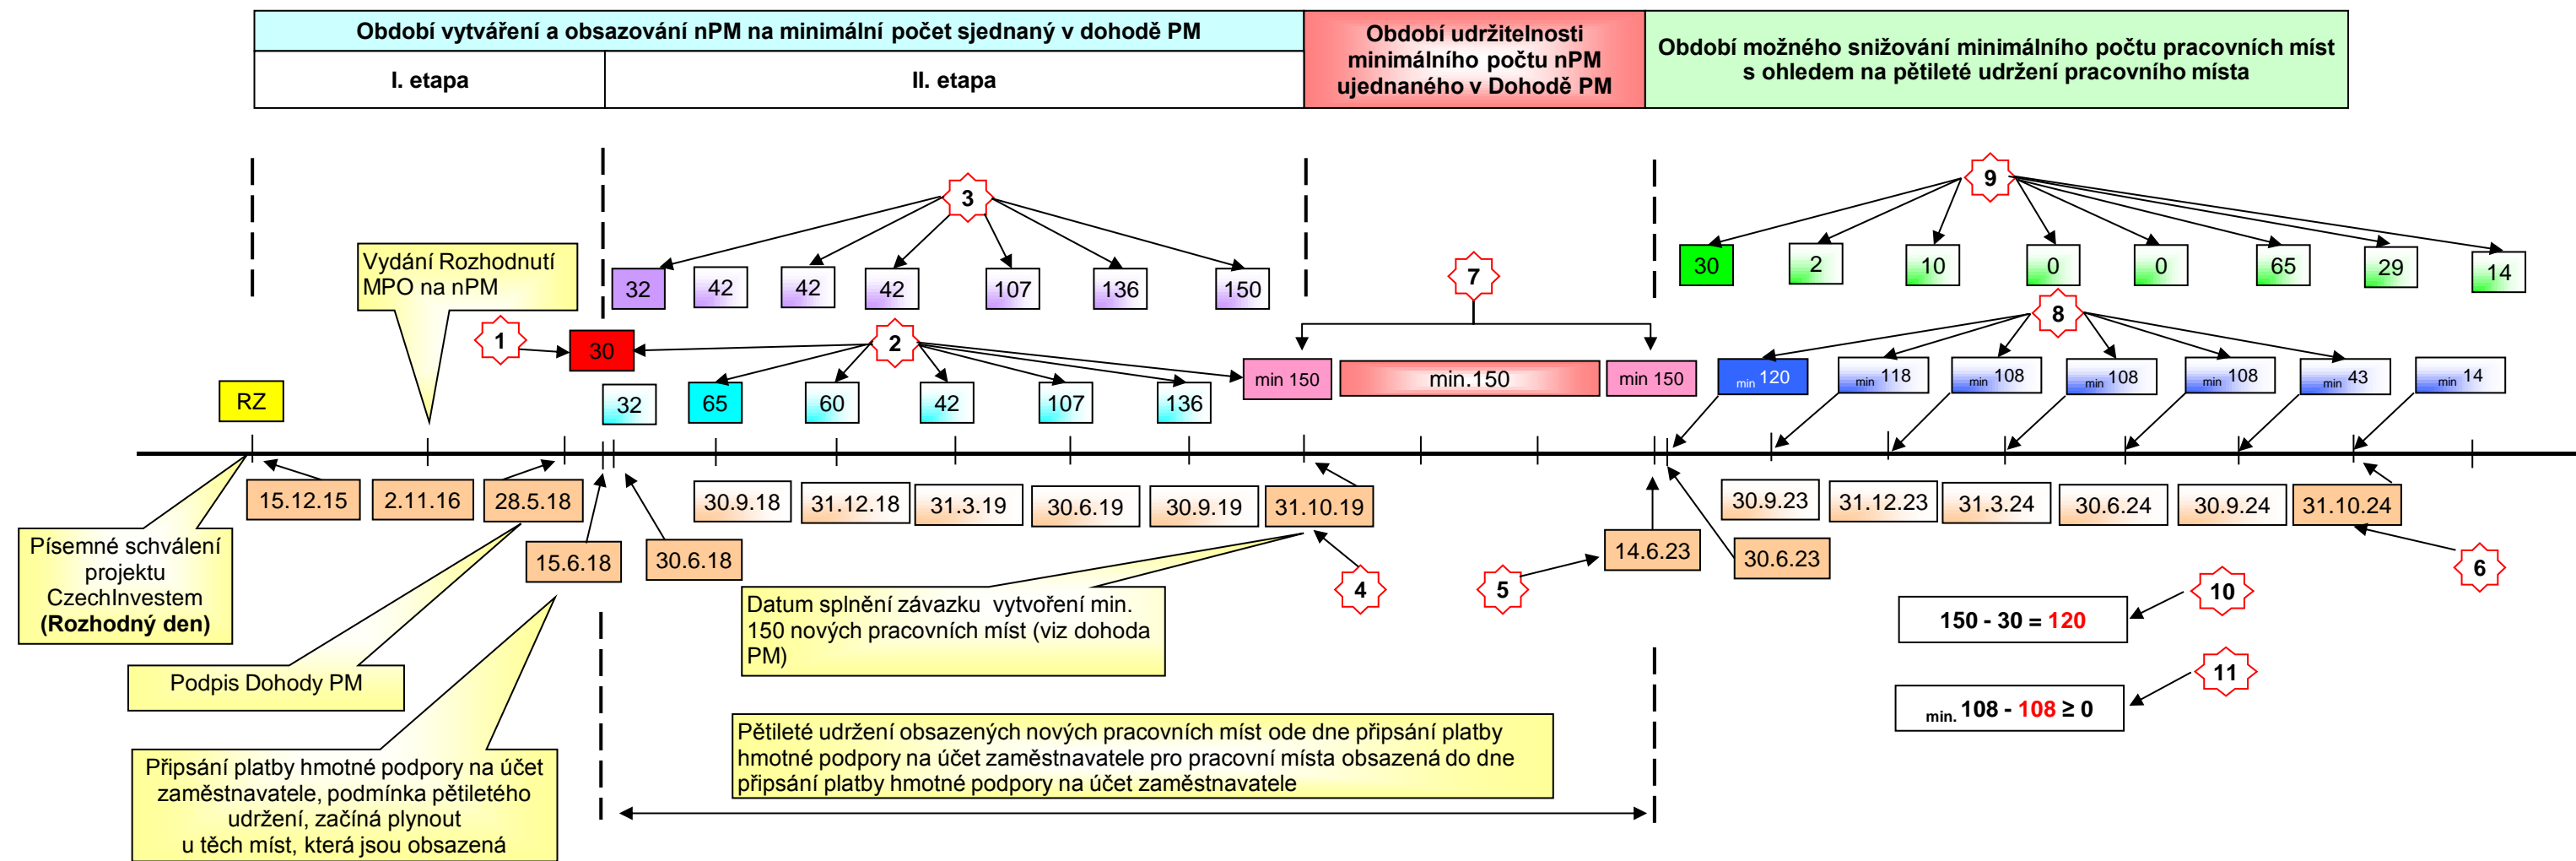 Období vytváření a obsazování nPM na minimální počet sjednaný v dohodě PM
I. etapa
II. etapa
Období udržitelnosti
minimálního počtu nPM
ujednaného v Dohodě PM
Období možného snižování minimálního počtu pracovních míst
s ohledem na pětileté udržení pracovního místa
3
9
32
42
42
42
107
136
150
7
30
2
10
0
0
65
29
14
Vydání Rozhodnutí
MPO na nPM
1
30
2
8
min 150
min.150
min 150
min 120
min 118
min 108
min 108
min 108
min 43
min 14
RZ
32
65
60
42
107
136
15.12.15
2.11.16
28.5.18
30.9.18
31.12.18
31.3.19
30.6.19
30.9.19
31.10.19
30.9.23
31.12.23
31.3.24
30.6.24
30.9.24
31.10.24
15.6.18
30.6.18
14.6.23
30.6.23
4
5
6
Písemné schválení
projektu
CzechInvestem
(Rozhodný den)
Datum splnění závazku vytvoření min.
150 nových pracovních míst (viz dohoda
PM)
10
150 - 30 = 120
11
min. 108 - 108 ≥ 0
Podpis Dohody PM
Pětileté udržení obsazených nových pracovních míst ode dne připsání platby
hmotné podpory na účet zaměstnavatele pro pracovní místa obsazená do dne
připsání platby hmotné podpory na účet zaměstnavatele
Připsání platby hmotné podpory na účet
zaměstnavatele, podmínka pětiletého
udržení, začíná plynout
u těch míst, která jsou obsazená